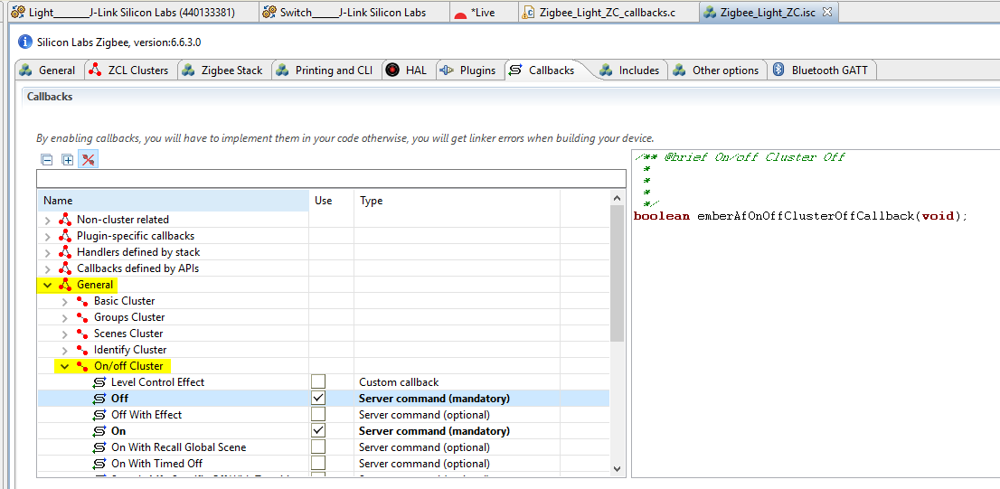 Light_______J-Link Silicon Labs (440133381)
Switch_____J-Link Silicon Labs
*Live
Zigbee_Light_ZC_callbacks.c
Zigbee_Light_ZC.isc
Silicon Labs Zigbee, version:6.6.3.0
General
ZCL Clusters
Zigbee Stack
Printing and CLI
HAL
Plugins
Callbacks
Includes
Other options
Bluetooth GATT
Callbacks
By enabling callbacks, you will have to implement them in your code otherwise, you will get linker errors when building your device.
Name Use Type
Non-cluster related
Plugin-specific callbacks
Handlers defined by stack
Callbacks defined by APIs
General
Basic Cluster
Groups Cluster
Scenes Cluster
Identify Cluster
On/off Cluster
Level Control Effect Custom callback
Off Server command (mandatory)
Off With Effect Server command (optional)
On Server command (mandatory)
On With Recall Global Scene Server command (optional)
On With Timed Off Server command (optional)
/** @brief On/off Cluster Off
*
*
*
*/
boolean emberAfOnOffClusterOffCallback(void);